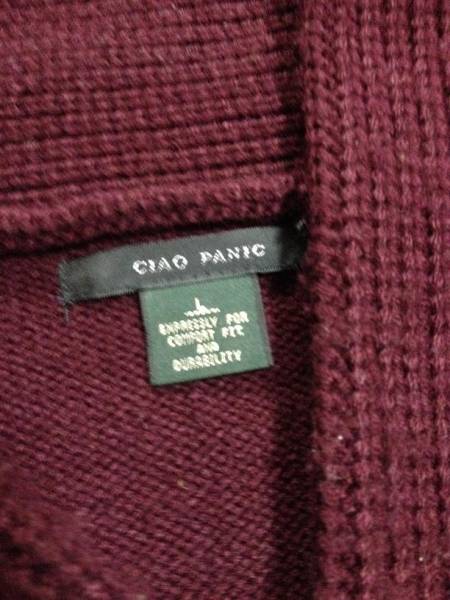 CIAO PANIC
L
EXPRESSLY FOR
COMFORT FIT
AND
DURABILITY